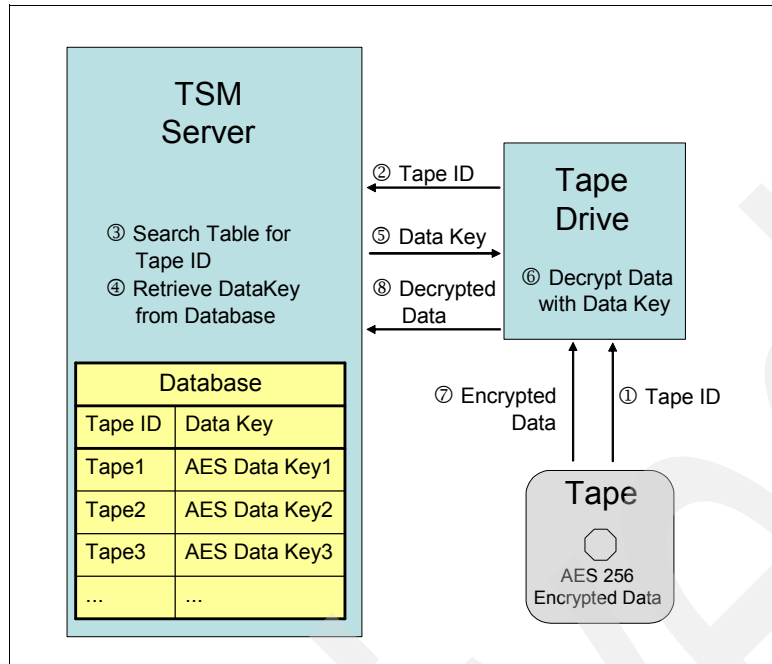 TSM
Server
② Tape ID
③ Search Table for
Tape ID
④ Retrieve DataKey
from Database
⑤ Data Key
⑧ Decrypted
Data
Tape
Drive
⑥ Decrypt Data
with Data Key
⑦ Encrypted
Data
① Tape ID
Database
Tape ID Data Key
Tape1 AES Data Key1
Tape2 AES Data Key2
Tape3 AES Data Key3
... ...
Tape
AES 256
Encrypted Data